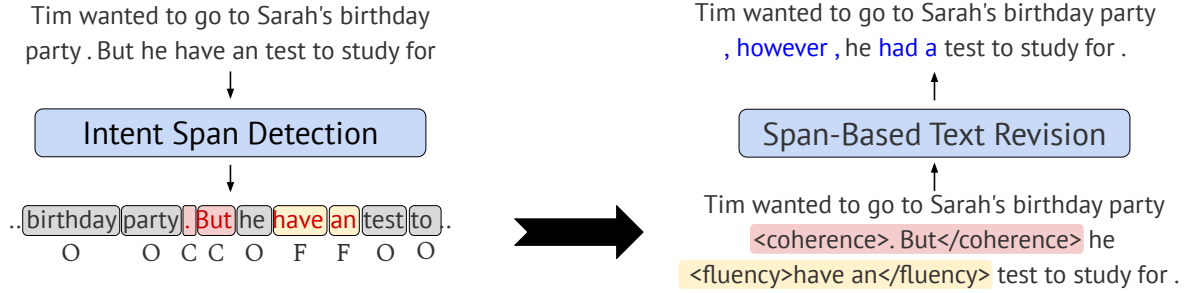 Tim wanted to go to Sarah's birthday
party . But he have an test to study for
Intent Span Detection
.. birthday party . But he have an test to ..
O O C C O F F O O
Tim wanted to go to Sarah's birthday party
, however , he had a test to study for .
Span-Based Text Revision
Tim wanted to go to Sarah's birthday party
<coherence>. But</coherence> he
<fluency>have an</fluency> test to study for .